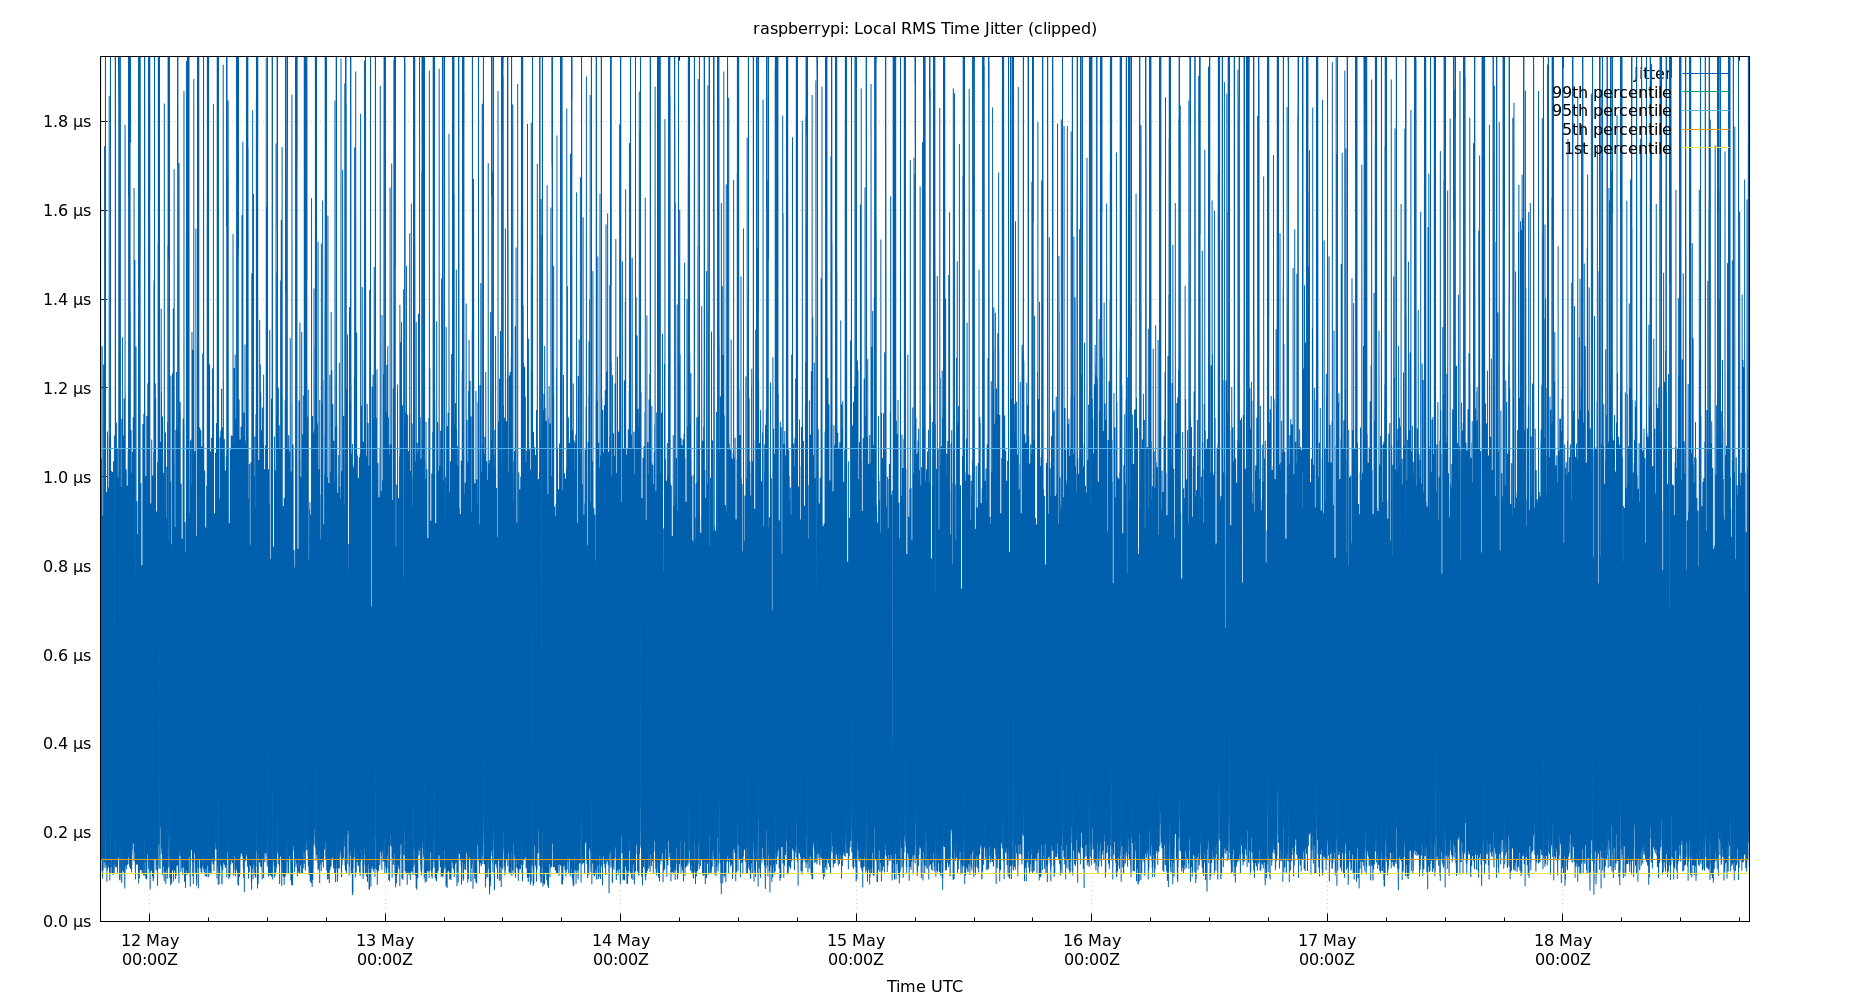 raspberrypi: Local RMS Time Jitter (clipped)
jitter
99th percentile
95th percentile
5th percentile
1st percentile
1.8 µs
1.6 µs
1.4 µs
1.2 µs
1.0 µs
0.8 µs
0.6 µs
0.4 µs
0.2 µs
0.0 µs
12 May 13 May 14 May 15 May 16 May 17 May 18 May
00:00Z 00:00Z 00:00Z 00:00Z 00:00Z 00:00Z 00:00Z
Time UTC